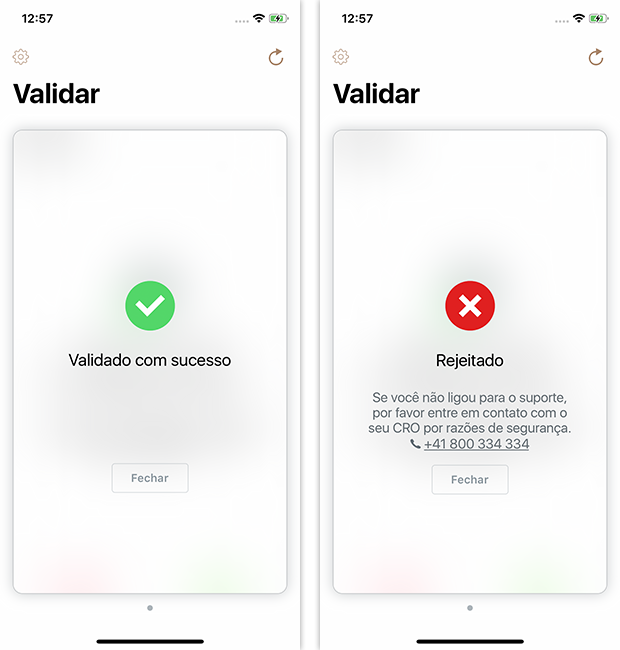 12:57
Validar
Validado com sucesso
Fechar
12:57
Validar
Rejeitado
Se você não ligou para o suporte,
por favor entre em contato com o
seu CRO por razões de segurança.
+41 800 334 334
Fechar